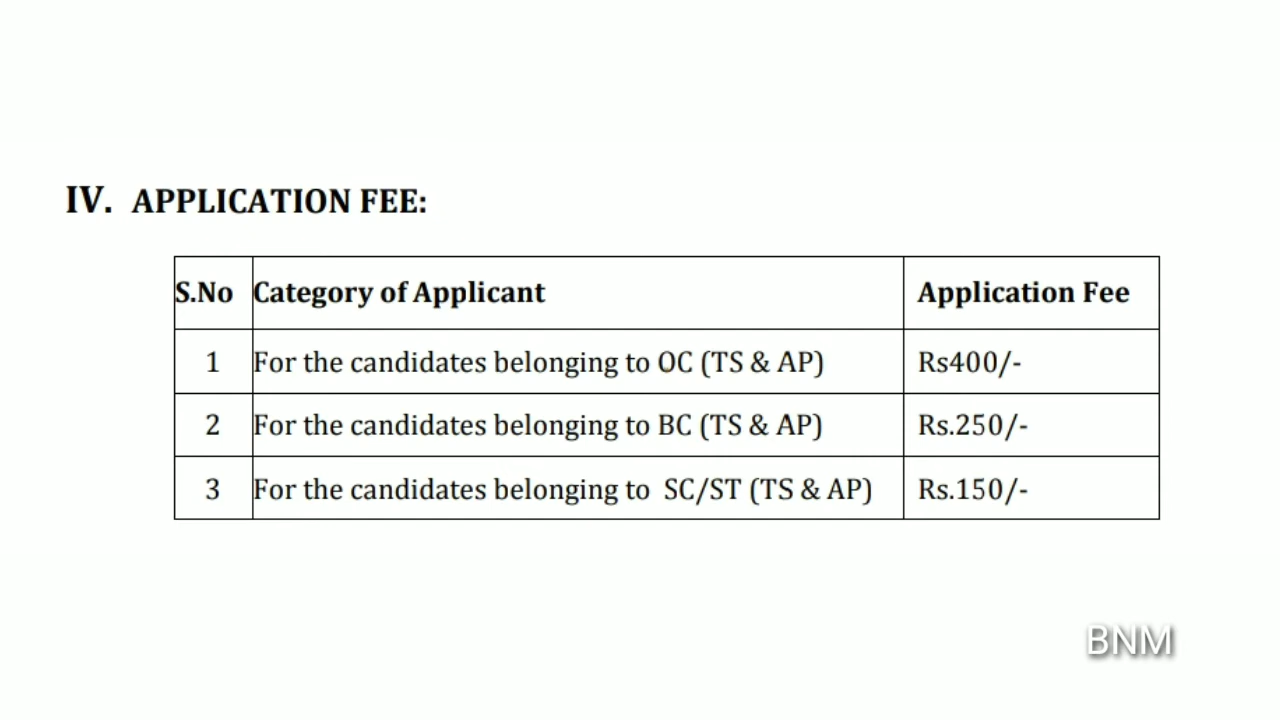 IV. APPLICATION FEE:
S.No Category of Applicant Application Fee
1 For the candidates belonging to OC (TS & AP) Rs400/-
2 For the candidates belonging to BC (TS & AP) Rs.250/-
3 For the candidates belonging to SC/ST (TS & AP) Rs.150/-
BNM